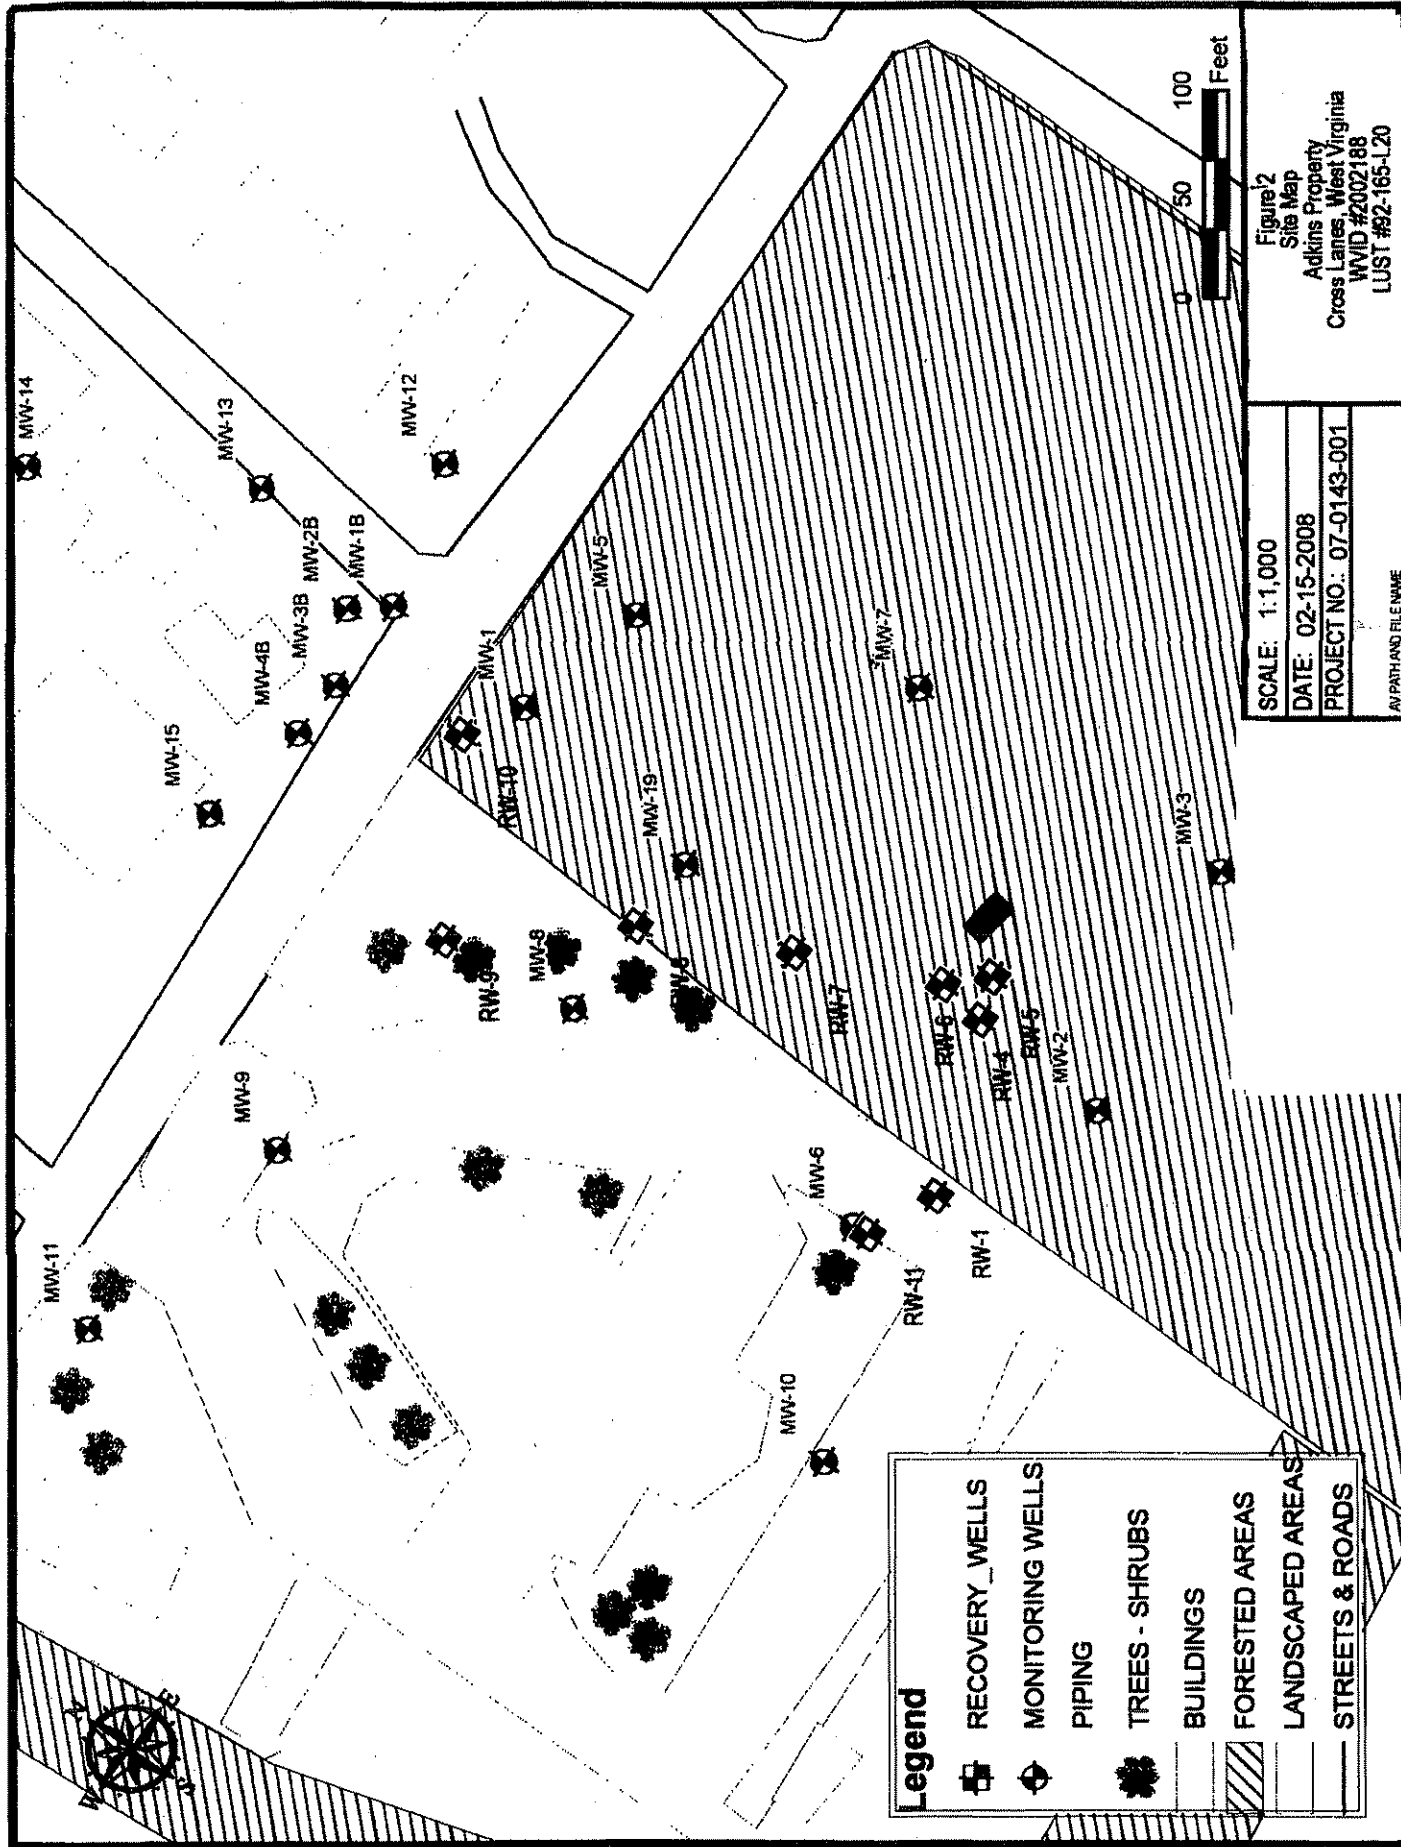 MW-14
MW-13
MW-12
MW-2B
MW-1B
MW-3B
MW-4B
MW-15
MW-1
MW-5
MW-7
RW-10
MW-19
MW-3
MW-8
RW-9
RW-8
RW-7
RW-6
RW-5
RW-4
MW-2
MW-9
MW-6
RW-1
RW-11
MW-11
MW-10
N
E
S
W
Legend
RECOVERY_WELLS
MONITORING WELLS
PIPING
TREES - SHRUBS
BUILDINGS
FORESTED AREAS
LANDSCAPED AREAS
STREETS & ROADS
0 50 100
Feet
SCALE: 1:1,000
DATE: 02-15-2008
PROJECT NO.: 07-0143-001
AV PATH AND FILE NAME
Figure 2
Site Map
Adkins Property
Cross Lanes, West Virginia
WVID #2002188
LUST #92-165-L20